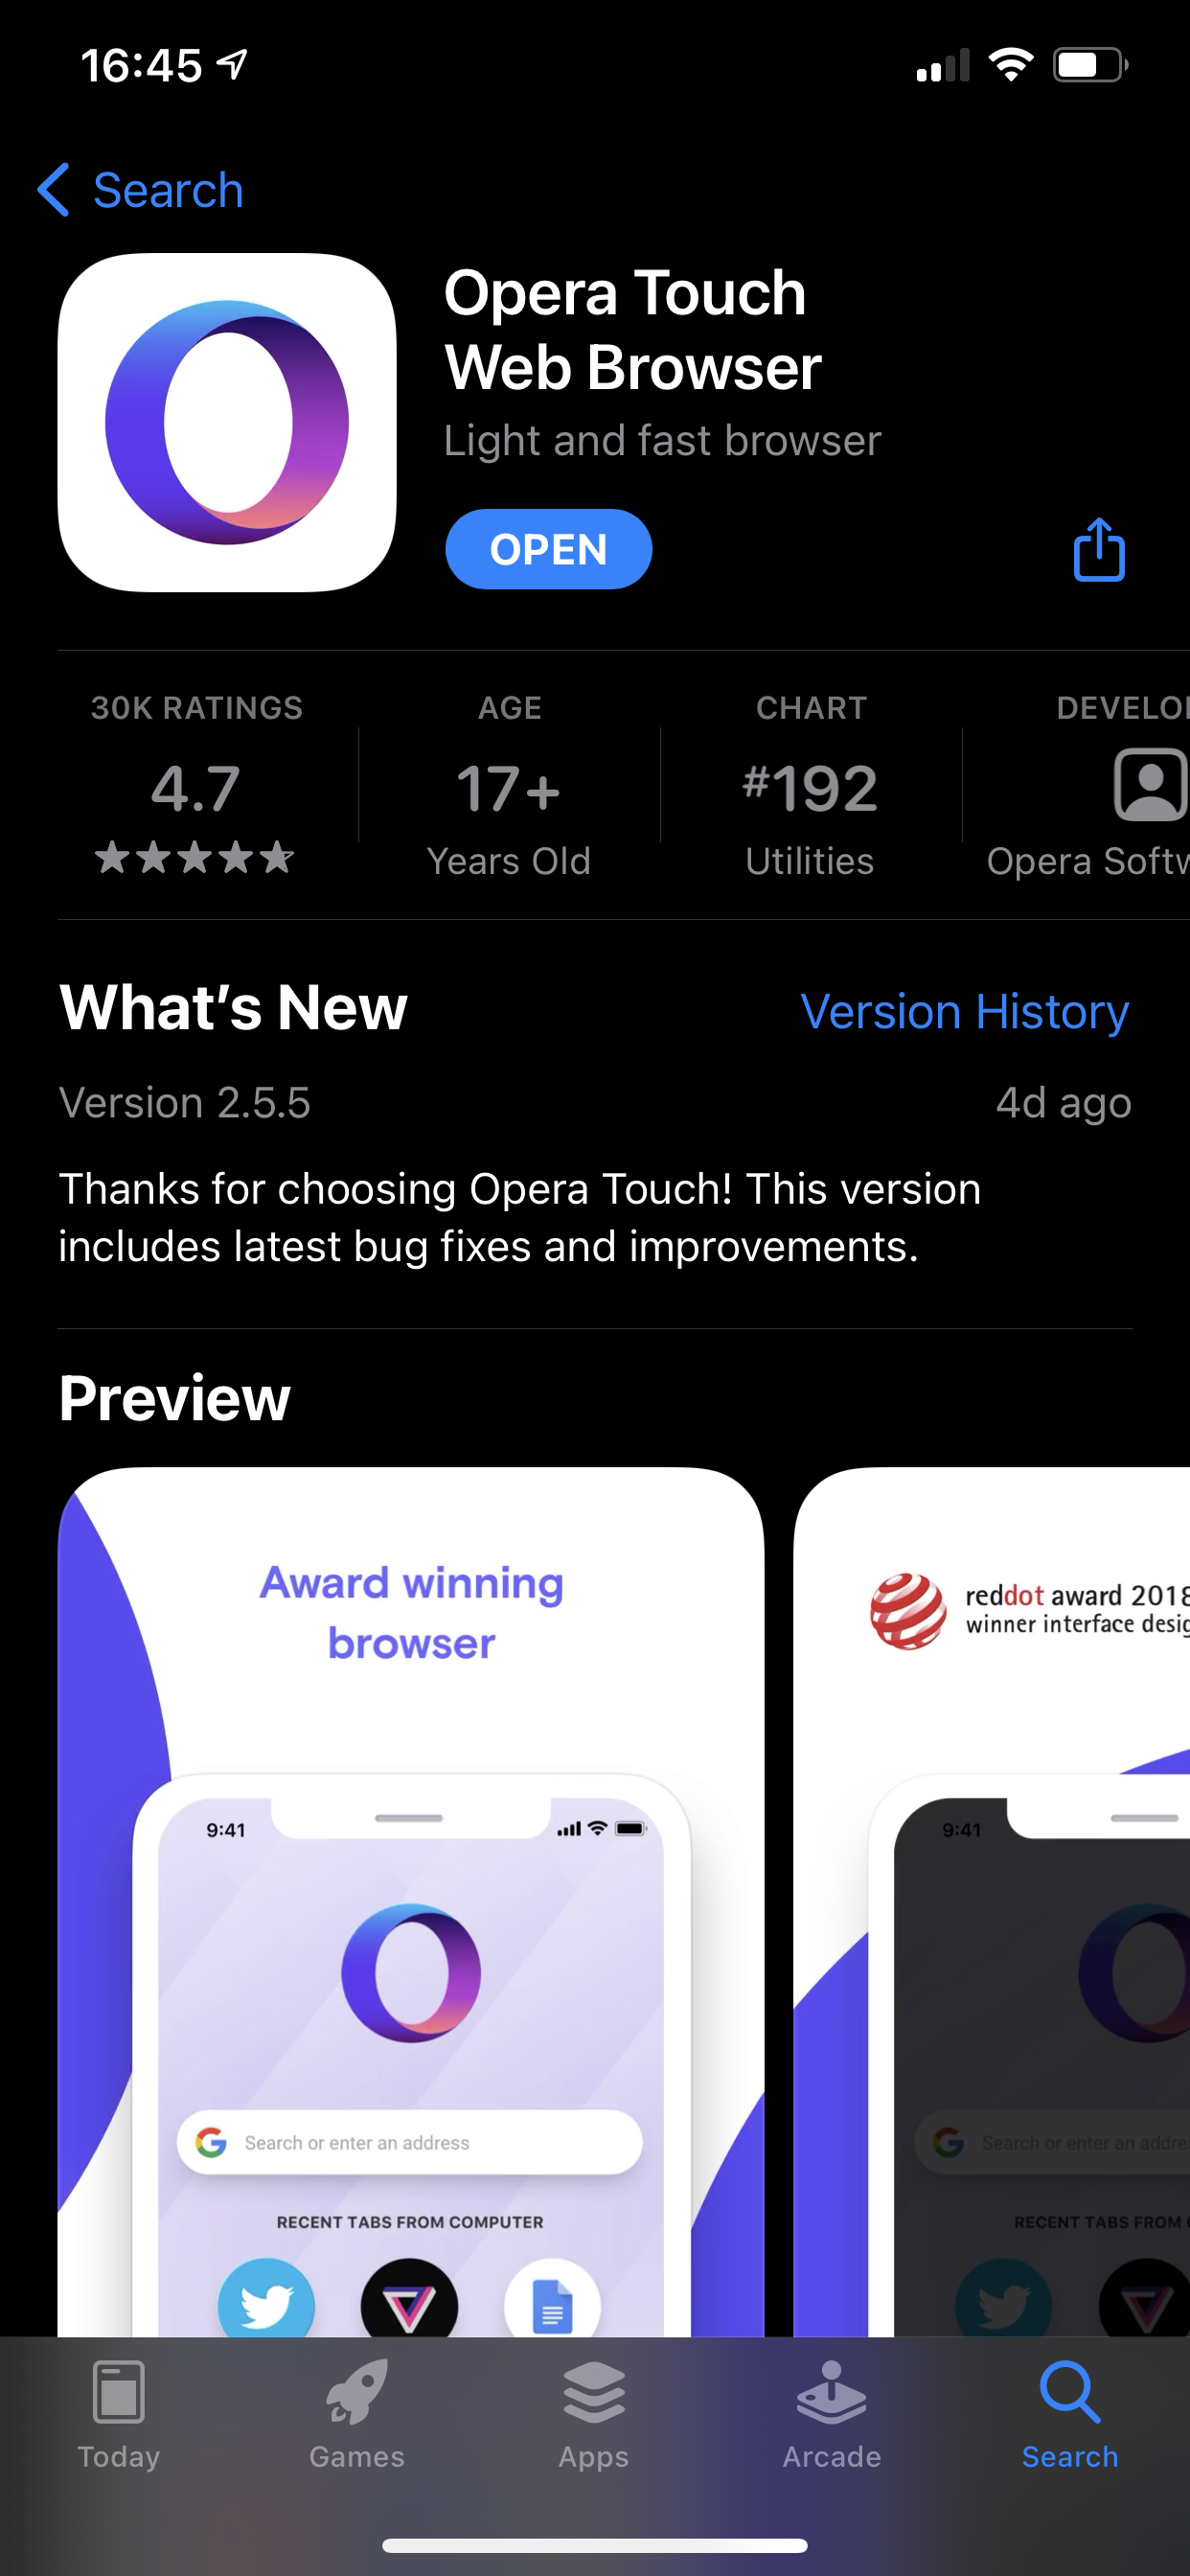 16:45
Search
Opera Touch
Web Browser
Light and fast browser
OPEN
30K RATINGS
4.7
AGE
17+
Years Old
CHART
#192
Utilities
DEVELO
Opera Softw
What's New
Version History
Version 2.5.5
4d ago
Thanks for choosing Opera Touch! This version
includes latest bug fixes and improvements.
Preview
Award winning
browser
9:41
Search or enter an address
RECENT TABS FROM COMPUTER
reddot award 2018
winner interface desig
9:41
Search or enter an addre
RECENT TABS FROM
Today
Games
Apps
Arcade
Search